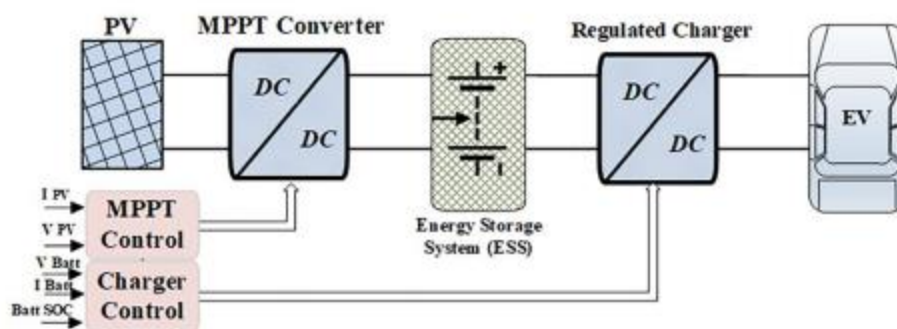 PV
MPPT Converter
Regulated Charger
DC
DC
+
DC
DC
EV
I PV
V PV
MPPT
Control
Energy Storage
System (ESS)
V Batt
I Batt
Batt SOC
Charger
Control